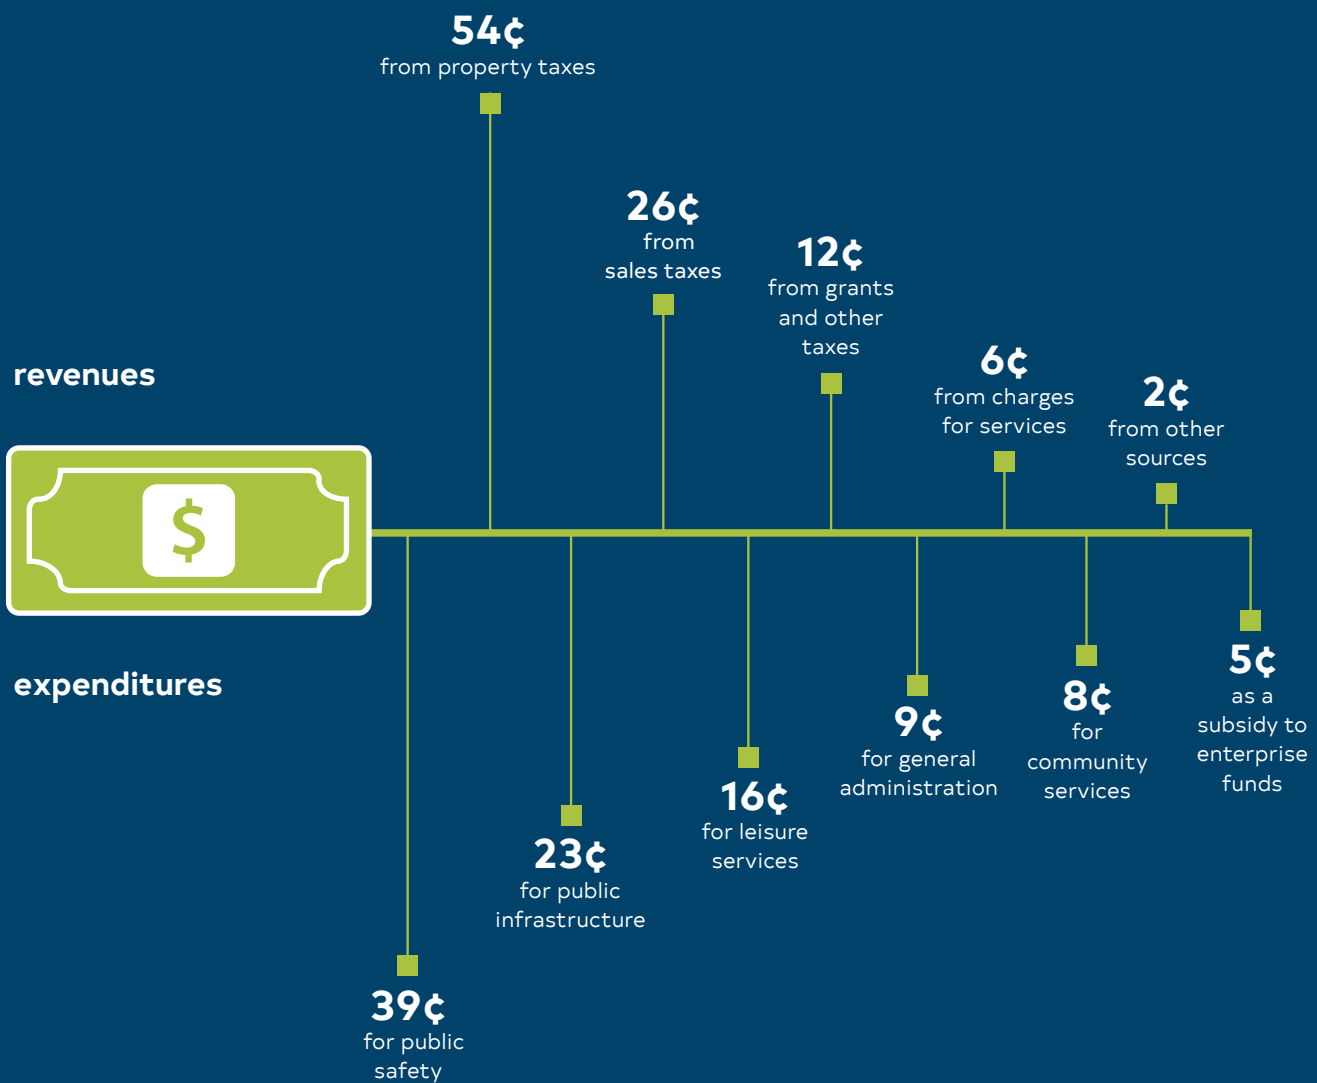 54¢
from property taxes
26¢
from
sales taxes
12¢
from grants
and other
taxes
6¢
from charges
for services
2¢
from other
sources
revenues
$
expenditures
39¢
for public
safety
23¢
for public
infrastructure
16¢
for leisure
services
9¢
for general
administration
8¢
for
community
services
5¢
as a
subsidy to
enterprise
funds